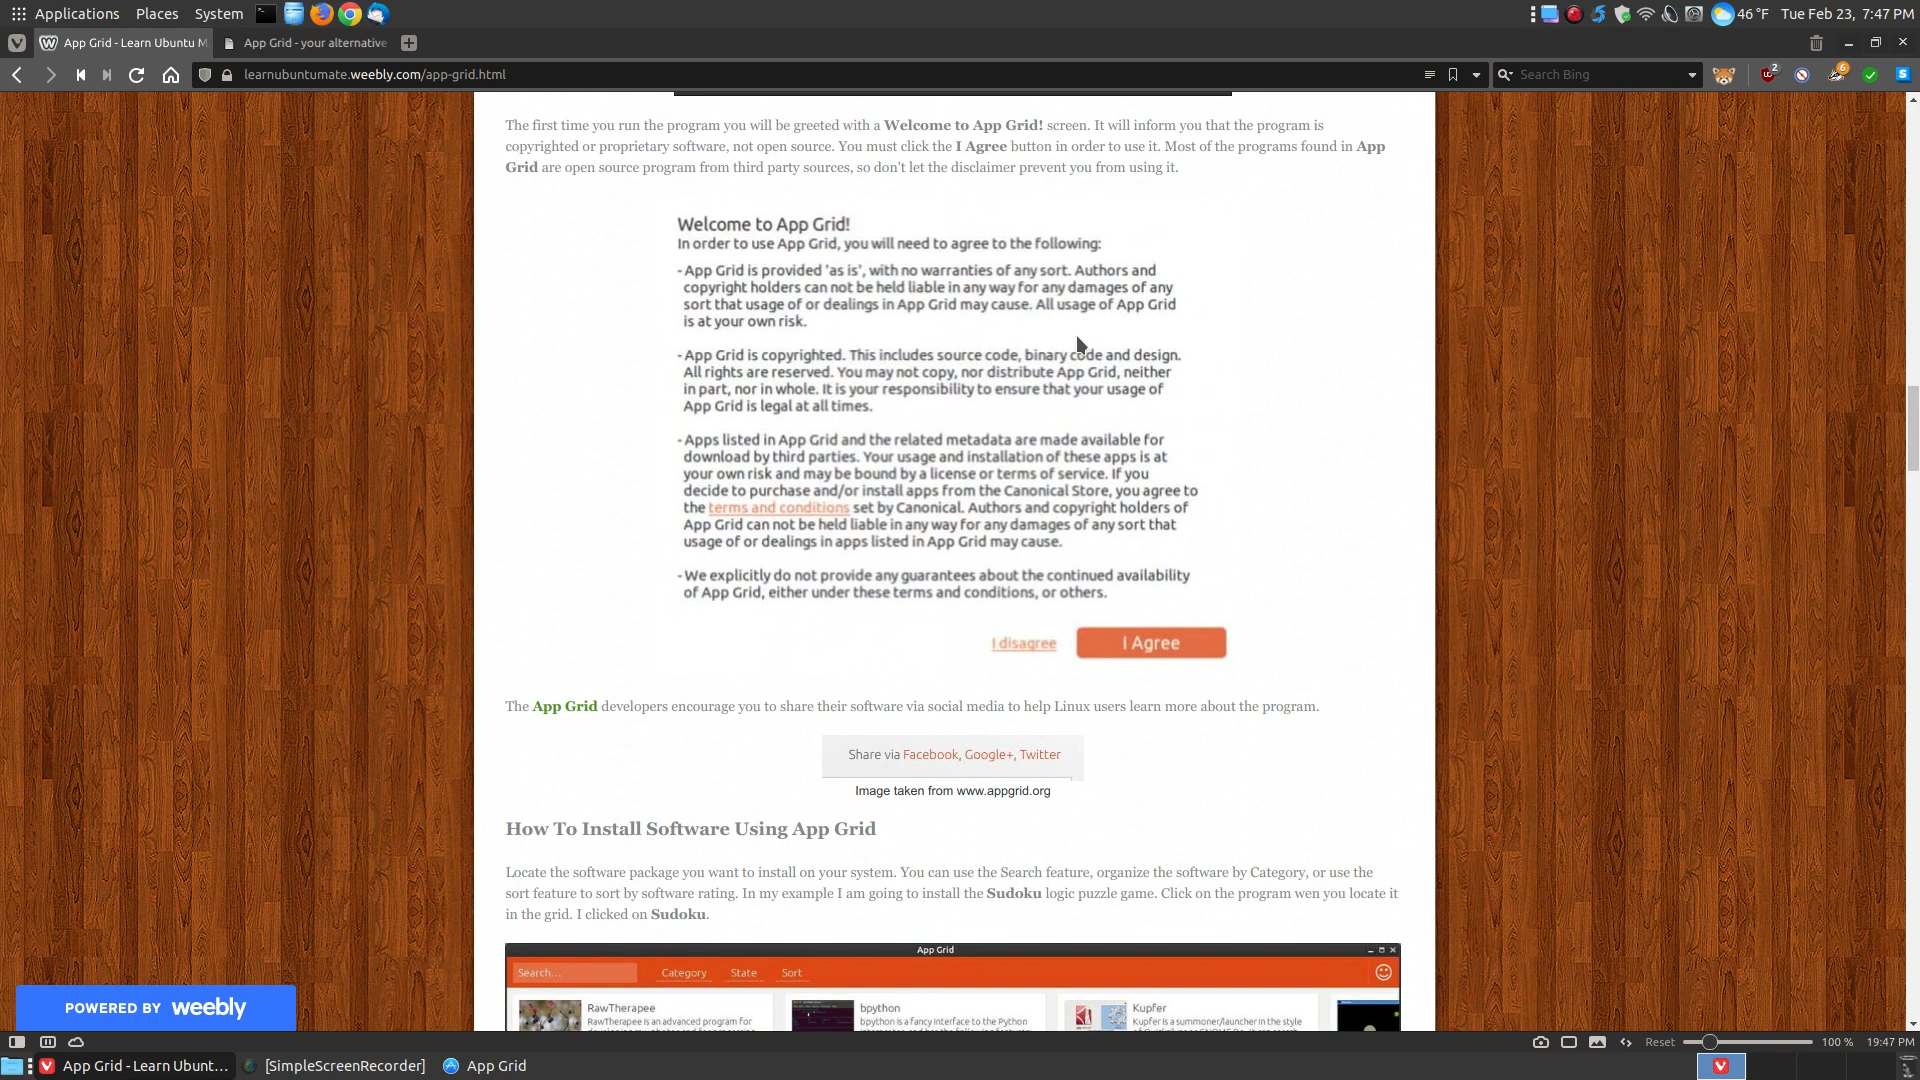 Applications Places System
46 °F Tue Feb 23, 7:47 PM
App Grid - Learn Ubuntu M
App Grid - your alternative
learnubuntumate.weebly.com/app-grid.html
Search Bing
2
6
The first time you run the program you will be greeted with a Welcome to App Grid! screen. It will inform you that the program is
copyrighted or proprietary software, not open source. You must click the I Agree button in order to use it. Most of the programs found in App
Grid are open source program from third party sources, so don't let the disclaimer prevent you from using it.
Welcome to App Grid!
In order to use App Grid, you will need to agree to the following:
- App Grid is provided 'as is', with no warranties of any sort. Authors and
copyright holders can not be held liable in any way for any damages of any
sort that usage of or dealings in App Grid may cause. All usage of App Grid
is at your own risk.
- App Grid is copyrighted. This includes source code, binary code and design.
All rights are reserved. You may not copy, nor distribute App Grid, neither
in part, nor in whole. It is your responsibility to ensure that your usage of
App Grid is legal at all times.
- Apps listed in App Grid and the related metadata are made available for
download by third parties. Your usage and installation of these apps is at
your own risk and may be bound by a license or terms of service. If you
decide to purchase and/or install apps from the Canonical Store, you agree to
the terms and conditions set by Canonical. Authors and copyright holders of
App Grid can not be held liable in any way for any damages of any sort that
usage of or dealings in apps listed in App Grid may cause.
- We explicitly do not provide any guarantees about the continued availability
of App Grid, either under these terms and conditions, or others.
I disagree I Agree
The App Grid developers encourage you to share their software via social media to help Linux users learn more about the program.
Share via Facebook, Google+, Twitter
Image taken from www.appgrid.org
How To Install Software Using App Grid
Locate the software package you want to install on your system. You can use the Search feature, organize the software by Category, or use the
sort feature to sort by software rating. In my example I am going to install the Sudoku logic puzzle game. Click on the program wen you locate it
in the grid. I clicked on Sudoku.
App Grid
Search... Category State Sort
RawTherapee
RawTherapee is an advanced program for
bpython
bpython is a fancy interface to the Python
Kupfer
Kupfer is a summoner/launcher in the style
POWERED BY weebly
Reset 100 % 19:47 PM
App Grid - Learn Ubunt...
[SimpleScreenRecorder]
App Grid